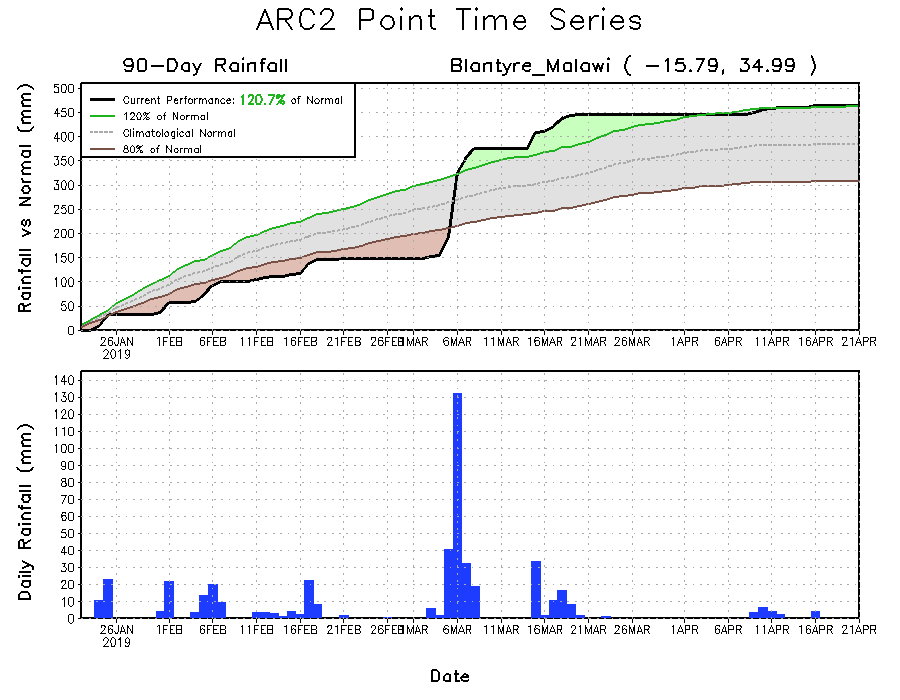 ARC2 Point Time Series
90-Day Rainfall
Blantyre_Malawi ( -15.79, 34.99 )
Rainfall vs Normal (mm)
500
450
400
350
300
250
200
150
100
50
0
Current Performance: 120.7% of Normal
120% of Normal
Climatological Normal
80% of Normal
26JAN 1FEB 6FEB 11FEB 16FEB 21FEB 26FEB 1MAR 6MAR 11MAR 16MAR 21MAR 26MAR 1APR 6APR 11APR 16APR 21APR
2019
Daily Rainfall (mm)
140
130
120
110
100
90
80
70
60
50
40
30
20
10
0
26JAN 1FEB 6FEB 11FEB 16FEB 21FEB 26FEB 1MAR 6MAR 11MAR 16MAR 21MAR 26MAR 1APR 6APR 11APR 16APR 21APR
2019
Date